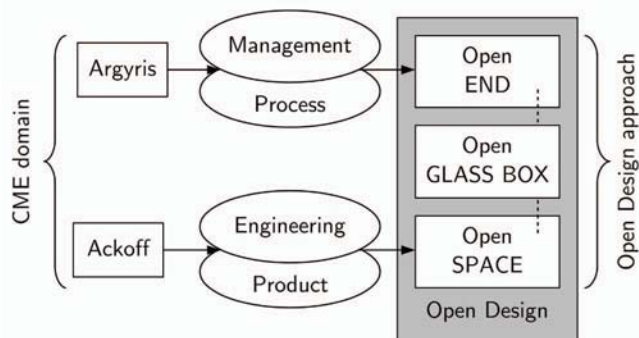 CME domain
Argyris
Management
Process
Open
END
Open
GLASS BOX
Ackoff
Engineering
Product
Open
SPACE
Open Design
Open Design approach